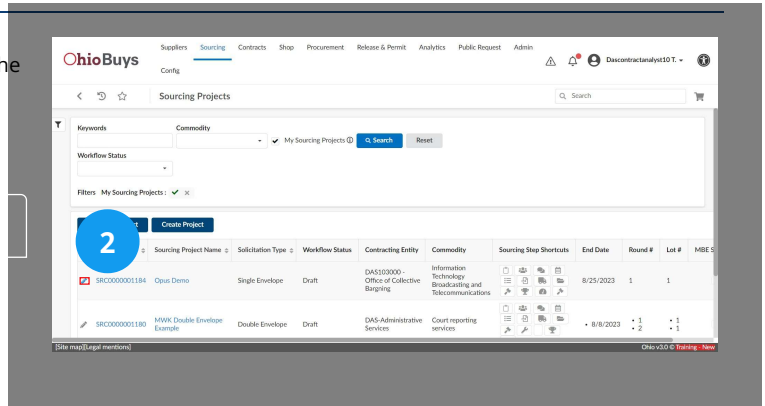 ne
OhioBuys
Suppliers Sourcing Contracts Shop Procurement Release & Permit Analytics Public Request Admin
Config
Dascontractanalyst10 T.
Sourcing Projects
Search
Keywords Commodity
My Sourcing Projects Search Reset
Workflow Status
Filters My Sourcing Projects :
Create Project
2
Sourcing Project Name Solicitation Type Workflow Status Contracting Entity Commodity Sourcing Step Shortcuts End Date Round # Lot # MBE S
SRC0000001184 Opus Demo Single Envelope Draft DAS103000 - Office of Collective Bargning Information Technology Broadcasting and Telecommunications 8/25/2023 1 1
SRC0000001180 MWK Double Envelope Example Double Envelope Draft DAS-Administrative Services Court reporting services • 8/8/2023 • 1 • 2 • 1 • 1
[Site map][Legal mentions] Ohio v3.0 © Training - New